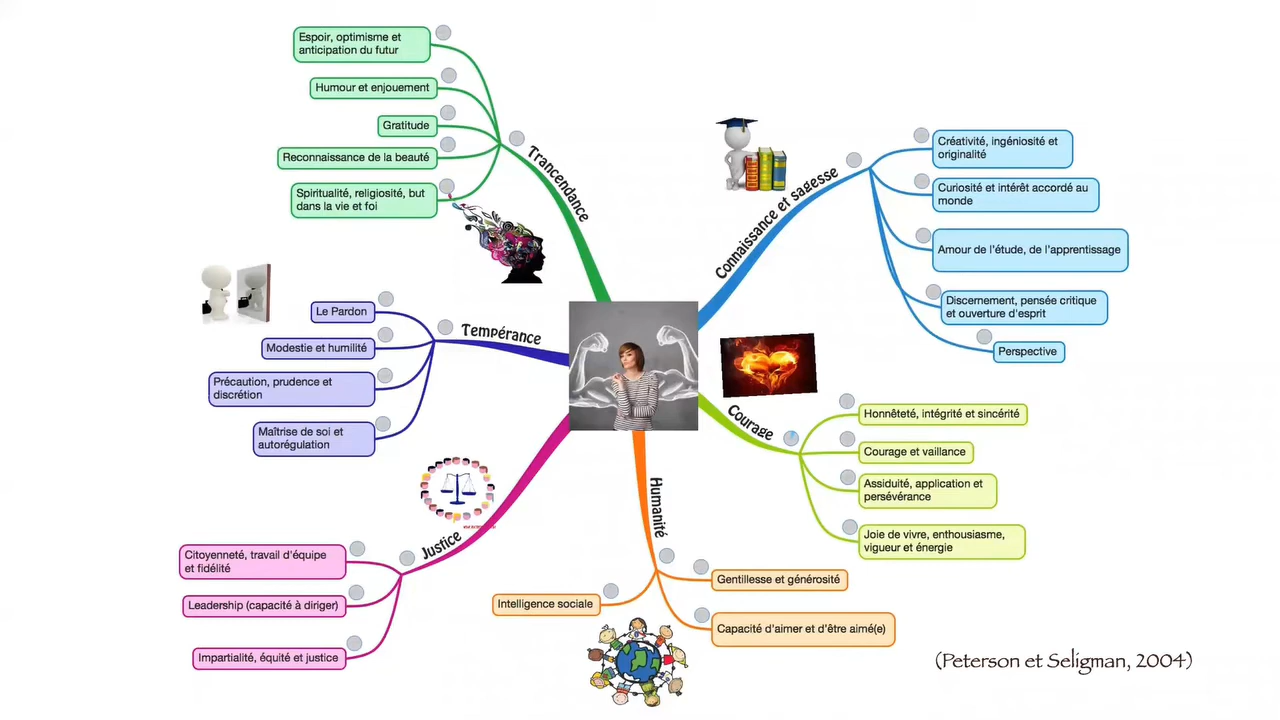 Espoir, optimisme et
anticipation du futur
Humour et enjouement
Gratitude
Reconnaissance de la beauté
Spiritualité, religiosité, but
dans la vie et foi
Trancendance
Connaissance et sagesse
Créativité, ingéniosité et
originalité
Curiosité et intérêt accordé au
monde
Amour de l'étude, de l'apprentissage
Discernement, pensée critique
et ouverture d'esprit
Perspective
Tempérance
Le Pardon
Modestie et humilité
Précaution, prudence et
discrétion
Maîtrise de soi et
autorégulation
Courage
Honnêteté, intégrité et sincérité
Courage et vaillance
Assiduité, application et
persévérance
Joie de vivre, enthousiasme,
vigueur et énergie
Justice
Citoyenneté, travail d'équipe
et fidélité
Leadership (capacité à diriger)
Impartialité, équité et justice
Humanité
Gentillesse et générosité
Intelligence sociale
Capacité d'aimer et d'être aimé(e)
(Peterson et Seligman, 2004)